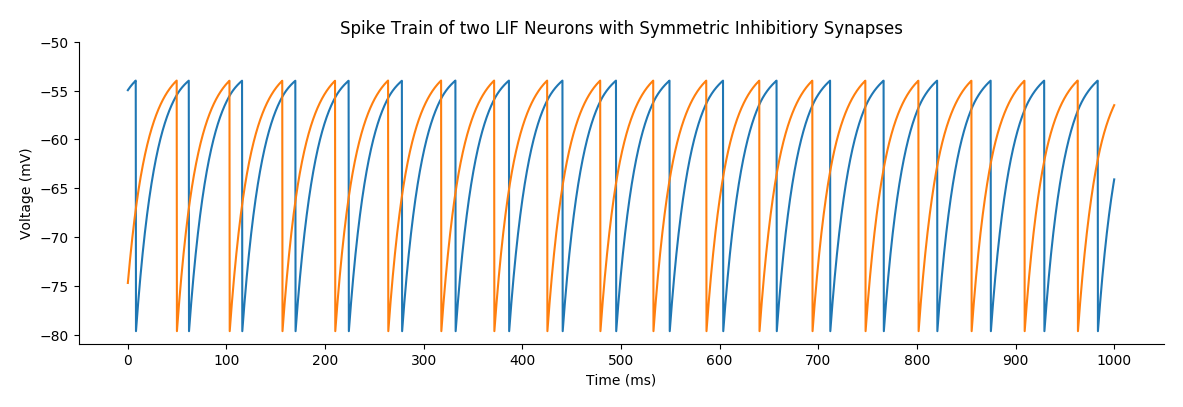 Spike Train of two LIF Neurons with Symmetric Inhibitiory Synapses
−50
−55
−60
−65
−70
−75
−80
Voltage (mV)
0 100 200 300 400 500 600 700 800 900 1000
Time (ms)